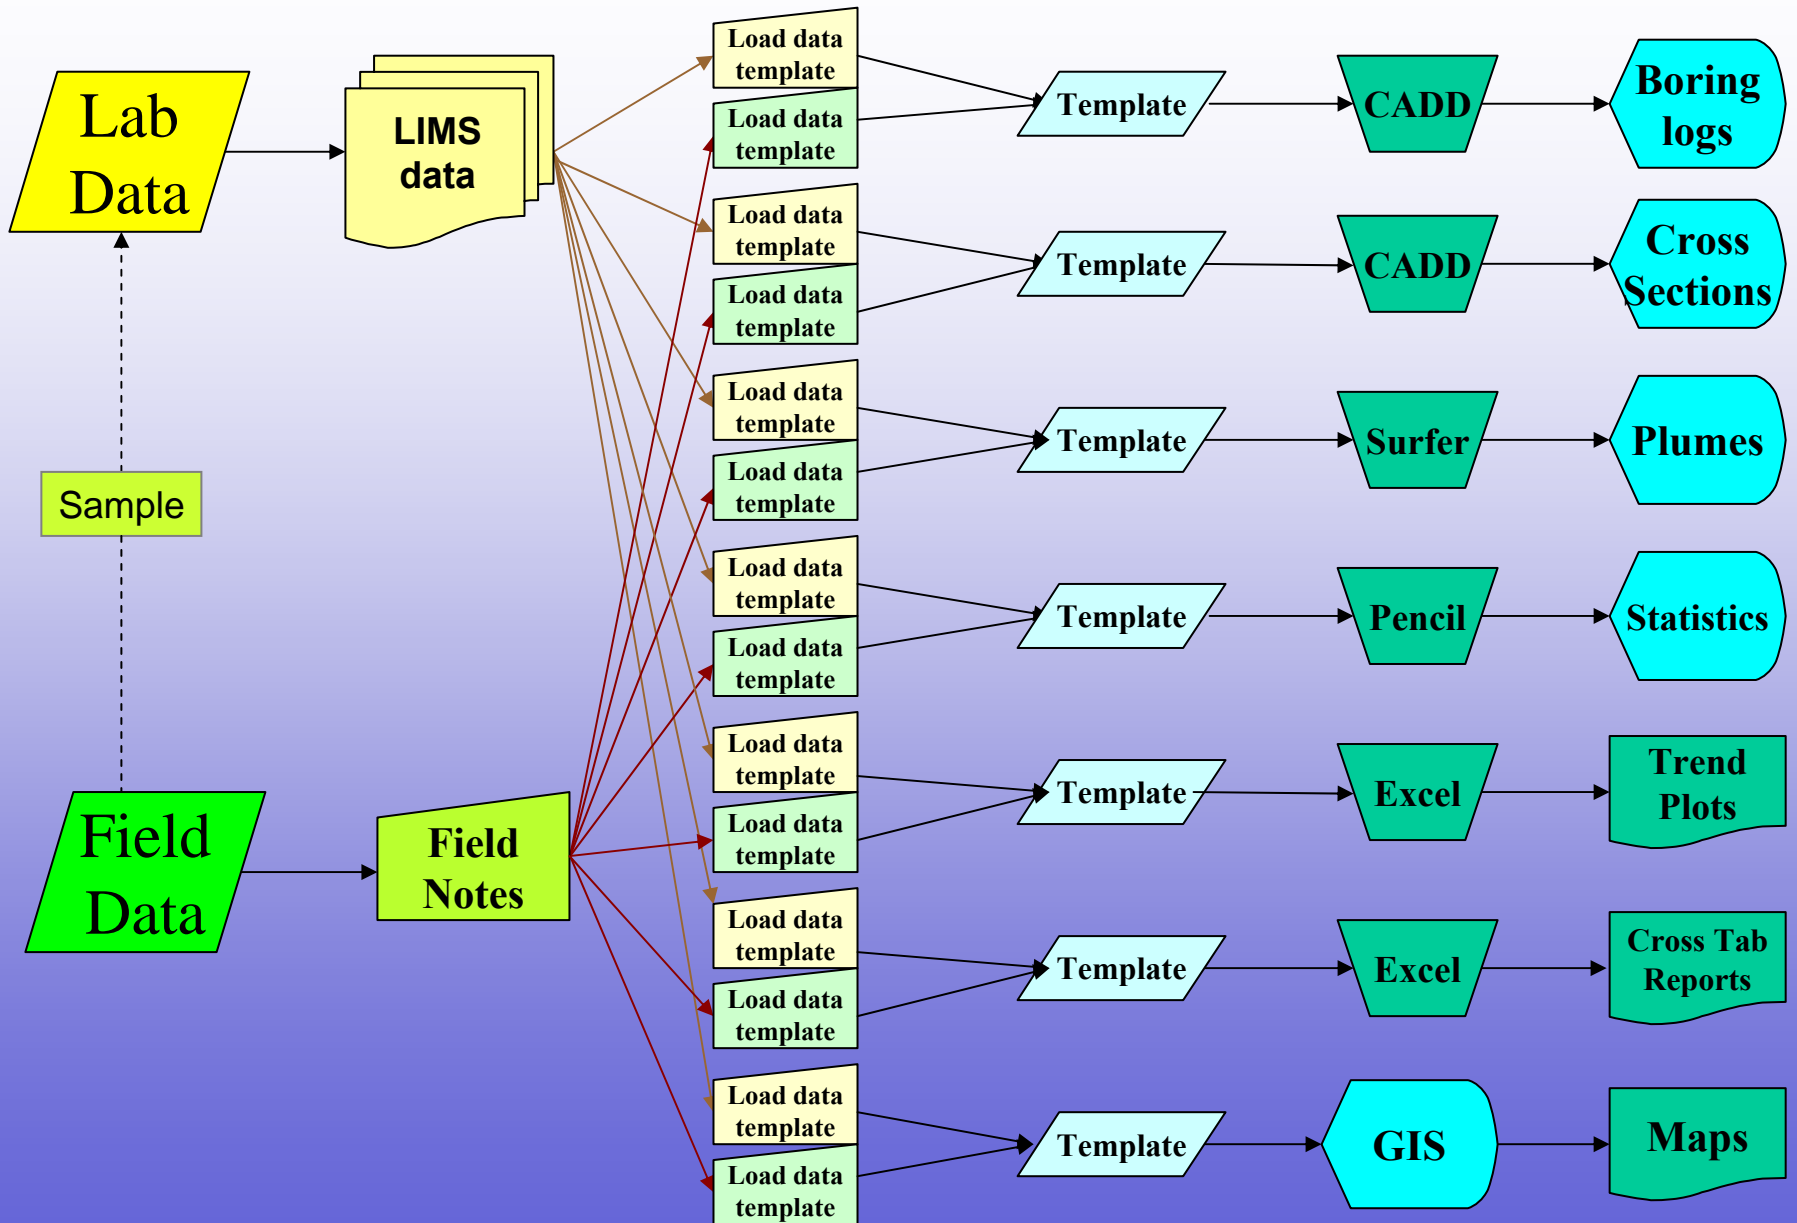 Lab
Data
LIMS
data
Sample
Field
Data
Field
Notes
Load data
template
Load data
template
Template
CADD
Boring
logs
Load data
template
Load data
template
Template
CADD
Cross
Sections
Load data
template
Load data
template
Template
Surfer
Plumes
Load data
template
Load data
template
Template
Pencil
Statistics
Load data
template
Load data
template
Template
Excel
Trend
Plots
Load data
template
Load data
template
Template
Excel
Cross Tab
Reports
Load data
template
Load data
template
Template
GIS
Maps